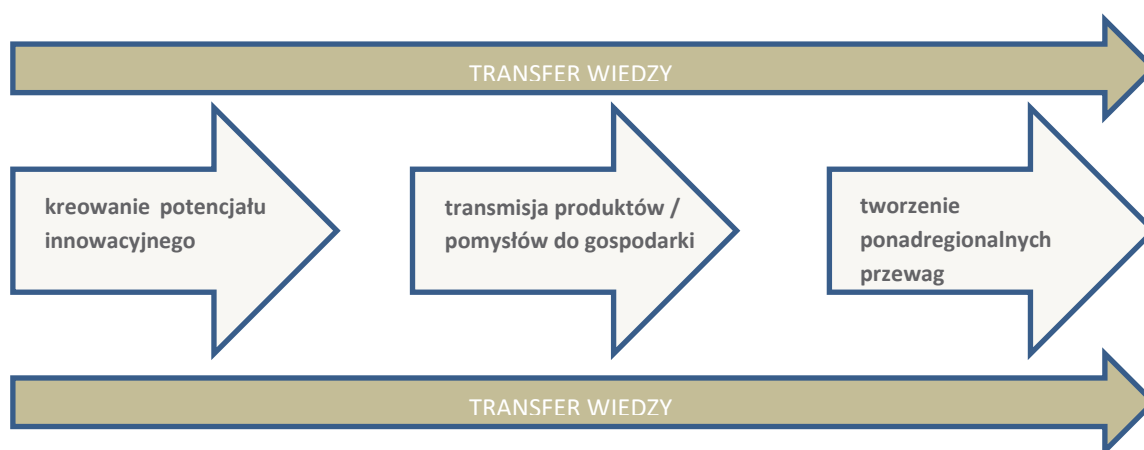 TRANSFER WIEDZY
kreowanie potencjału
innowacyjnego
transmisja produktów /
pomysłów do gospodarki
tworzenie
ponadregionalnych
przewag
TRANSFER WIEDZY